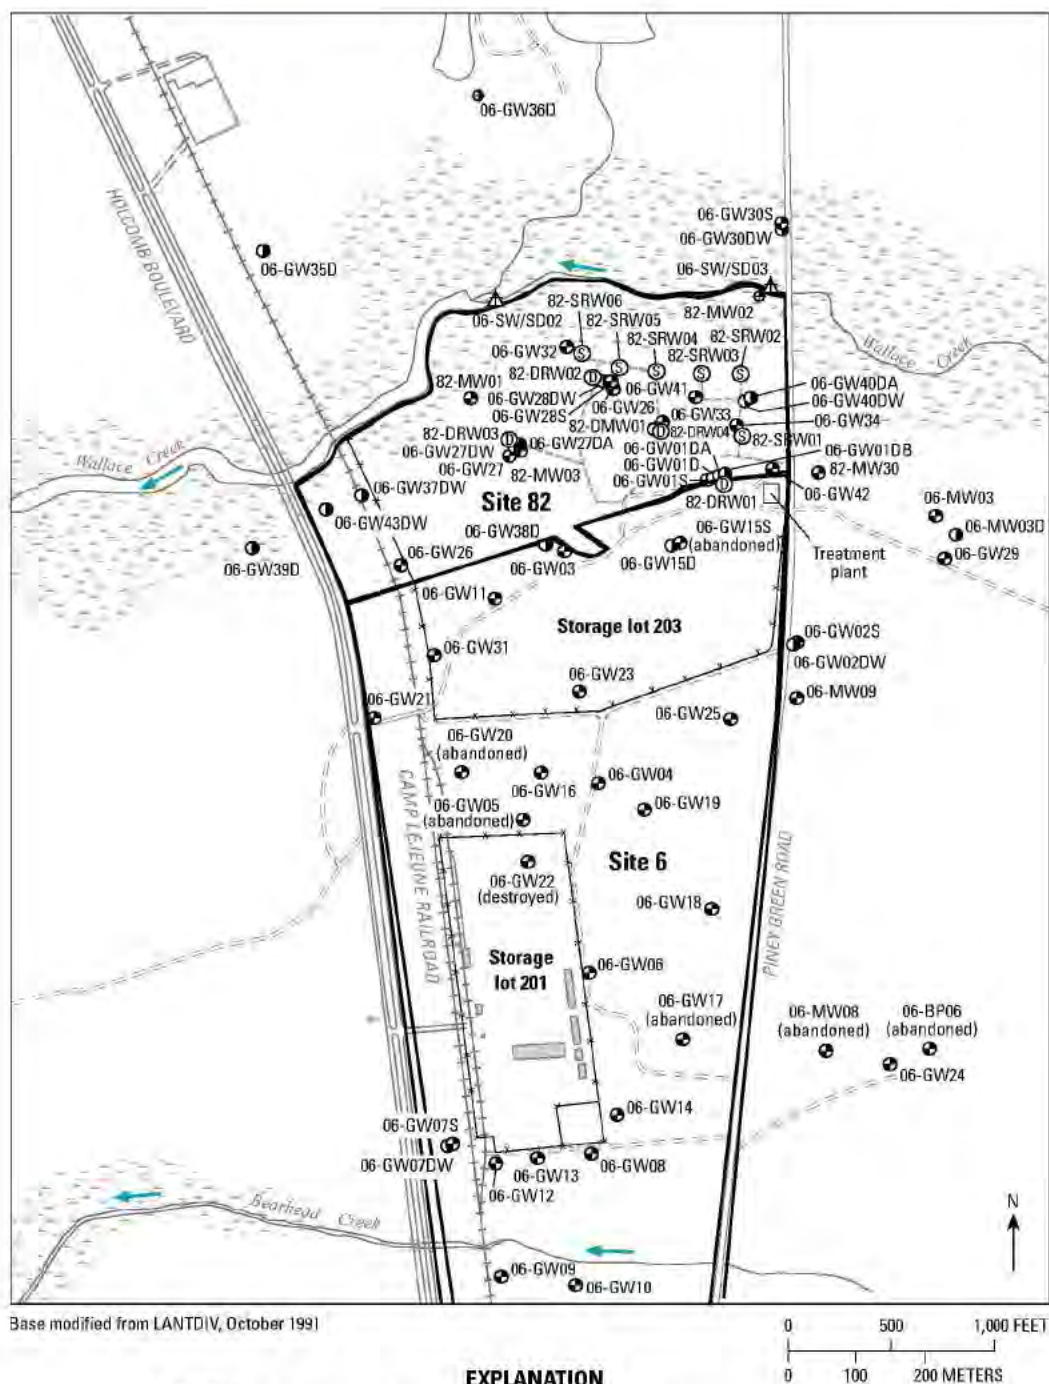 06-GW36D
HOLCOMB BOULEVARD
06-GW30S
06-GW30DW
06-GW35D
06-SW/SD03
82-SRW06
82-MW02
06-SW/SD02
82-SRW05
82-SRW02
82-SRW04
06-GW32
82-SRW03
Wallace Creek
82-DRW02
82-MW01
06-GW41
06-GW40DA
06-GW28DW
06-GW40DW
06-GW28S
06-GW26
06-GW33
06-GW34
82-DMW01
82-DRW04
82-DRW03
06-GW27DA
82-SRW01
06-GW01DA
06-GW01DB
Wallace Creek
06-GW27DW
06-GW01D
06-GW27
82-MW03
06-GW01S
82-MW30
06-GW37DW
Site 82
82-DRW01
06-GW42
06-MW03
06-GW43DW
06-GW38D
06-GW15S
(abandoned)
06-MW03D
06-GW26
06-GW39D
06-GW03
06-GW15D
Treatment
plant
06-GW29
06-GW11
Storage lot 203
06-GW02S
06-GW31
06-GW02DW
06-GW23
06-MW09
06-GW21
06-GW25
06-GW20
(abandoned)
06-GW16
06-GW04
CAMP LEJEUNE RAILROAD
06-GW05
(abandoned)
06-GW19
Site 6
06-GW22
(destroyed)
PINEY GREEN ROAD
06-GW18
Storage
lot 201
06-GW06
06-GW17
(abandoned)
06-MW08
(abandoned)
06-BP06
(abandoned)
06-GW24
06-GW14
06-GW07S
06-GW07DW
06-GW13
06-GW08
06-GW12
Bearhead Creek
N
06-GW09
06-GW10
S
S
S
S
S
S
D
D
D
D
Base modified from LANTDIV, October 1991
0 500 1,000 FEET
0 100 200 METERS
EXPLANATION